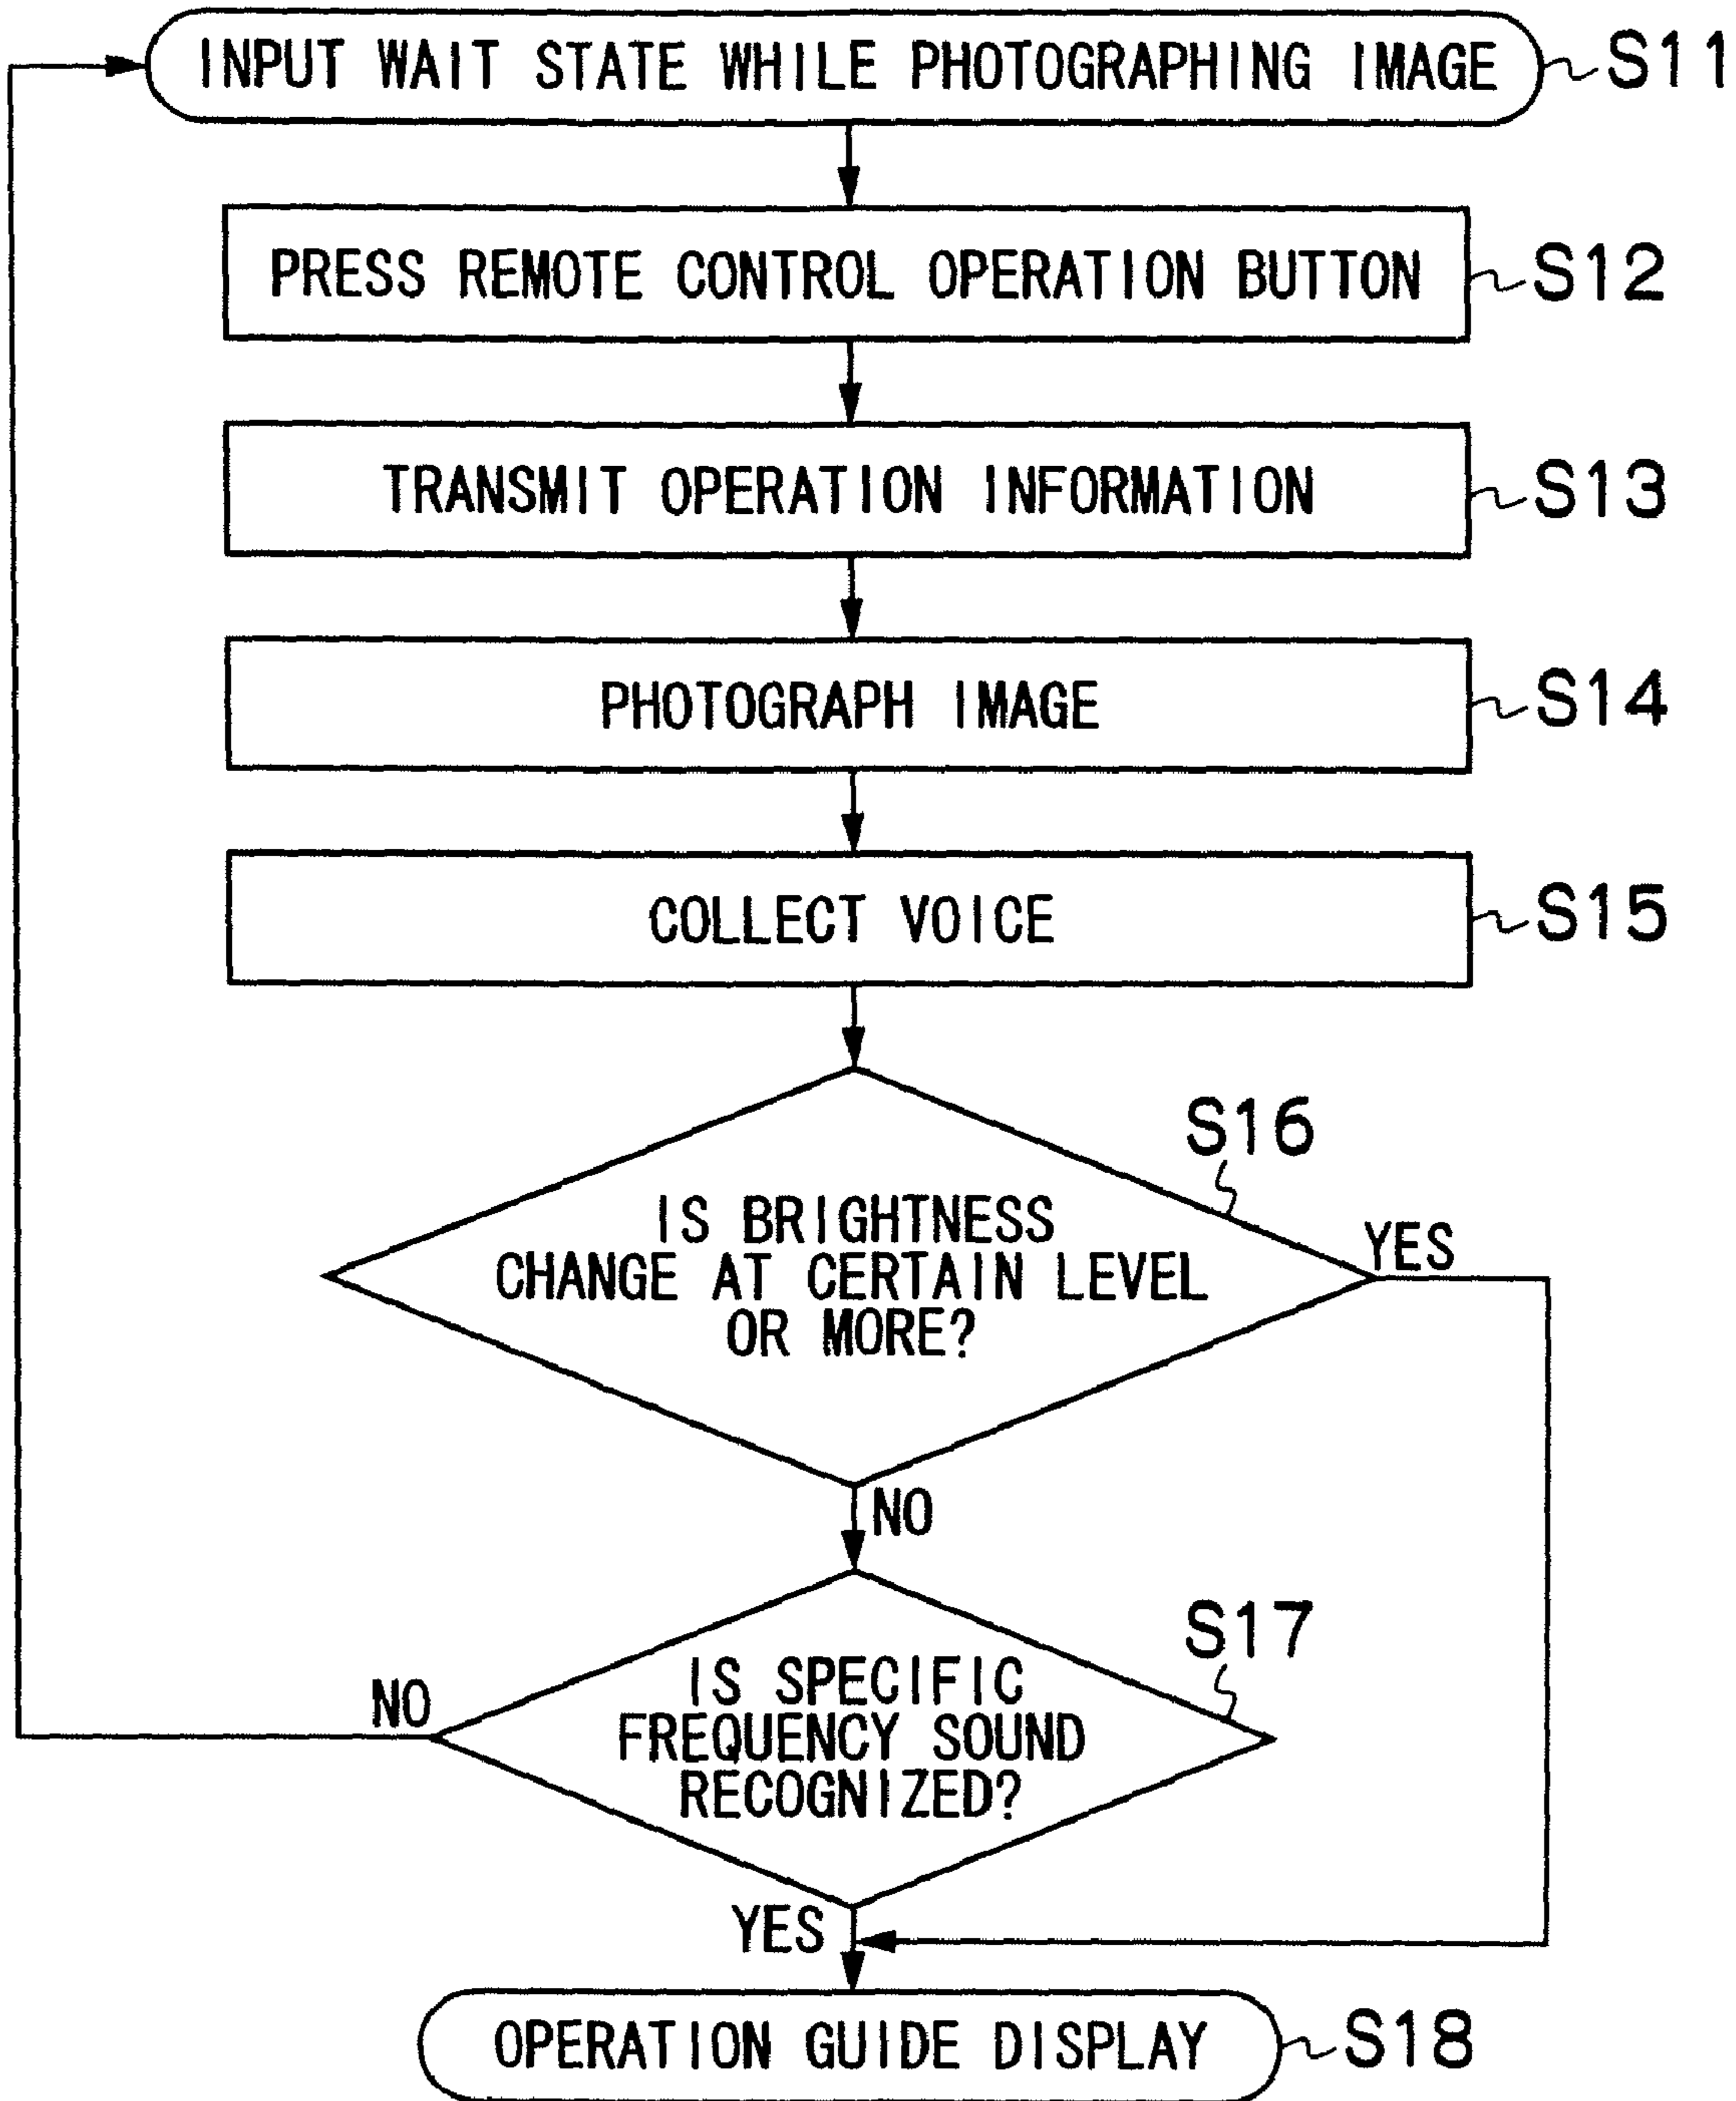 INPUT WAIT STATE WHILE PHOTOGRAPHING IMAGE
S11
PRESS REMOTE CONTROL OPERATION BUTTON
S12
TRANSMIT OPERATION INFORMATION
S13
PHOTOGRAPH IMAGE
S14
COLLECT VOICE
S15
S16
IS BRIGHTNESS
CHANGE AT CERTAIN LEVEL
OR MORE?
YES
NO
S17
IS SPECIFIC
FREQUENCY SOUND
RECOGNIZED?
NO
YES
OPERATION GUIDE DISPLAY
S18